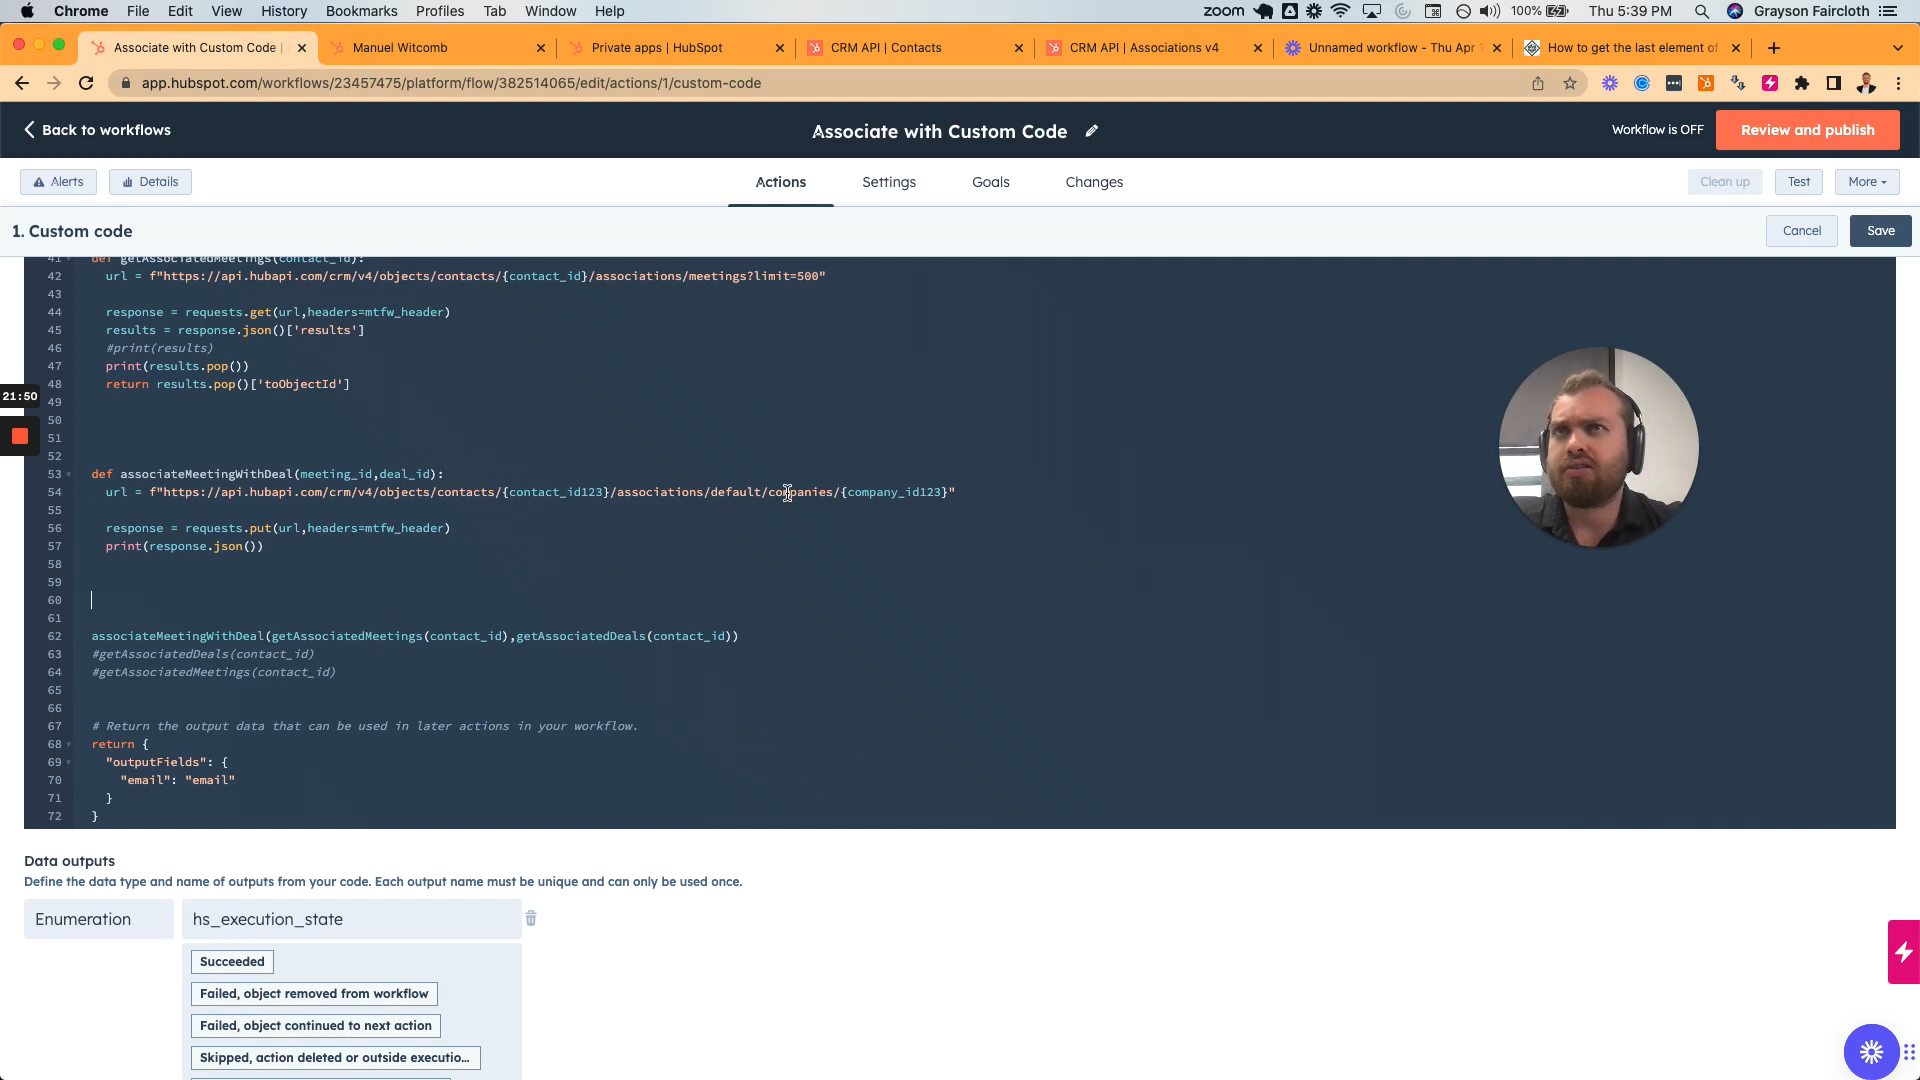 Chrome File Edit View History Bookmarks Profiles Tab Window Help
zoom 100% Thu 5:39 PM Grayson Faircloth
Associate with Custom Code |
Manuel Witcomb
Private apps | HubSpot
CRM API | Contacts
CRM API | Associations v4
Unnamed workflow - Thu Apr 1
How to get the last element of
app.hubspot.com/workflows/23457475/platform/flow/382514065/edit/actions/1/custom-code
Back to workflows
Associate with Custom Code
Workflow is OFF
Review and publish
Alerts
Details
Actions
Settings
Goals
Changes
Clean up
Test
More
1. Custom code
Cancel
Save
41 def getAssociatedMeetings(contact_id):
42 url = f"https://api.hubapi.com/crm/v4/objects/contacts/{contact_id}/associations/meetings?limit=500"
43
44 response = requests.get(url,headers=mtfw_header)
45 results = response.json()['results']
46 #print(results)
47 print(results.pop())
48 return results.pop()['toObjectId']
49
50
51
52
53 def associateMeetingWithDeal(meeting_id,deal_id):
54 url = f"https://api.hubapi.com/crm/v4/objects/contacts/{contact_id123}/associations/default/companies/{company_id123}"
55
56 response = requests.put(url,headers=mtfw_header)
57 print(response.json())
58
59
60
61
62 associateMeetingWithDeal(getAssociatedMeetings(contact_id),getAssociatedDeals(contact_id))
63 #getAssociatedDeals(contact_id)
64 #getAssociatedMeetings(contact_id)
65
66
67 # Return the output data that can be used in later actions in your workflow.
68 return {
69 "outputFields": {
70 "email": "email"
71 }
72 }
21:50
Data outputs
Define the data type and name of outputs from your code. Each output name must be unique and can only be used once.
Enumeration
hs_execution_state
Succeeded
Failed, object removed from workflow
Failed, object continued to next action
Skipped, action deleted or outside executio...